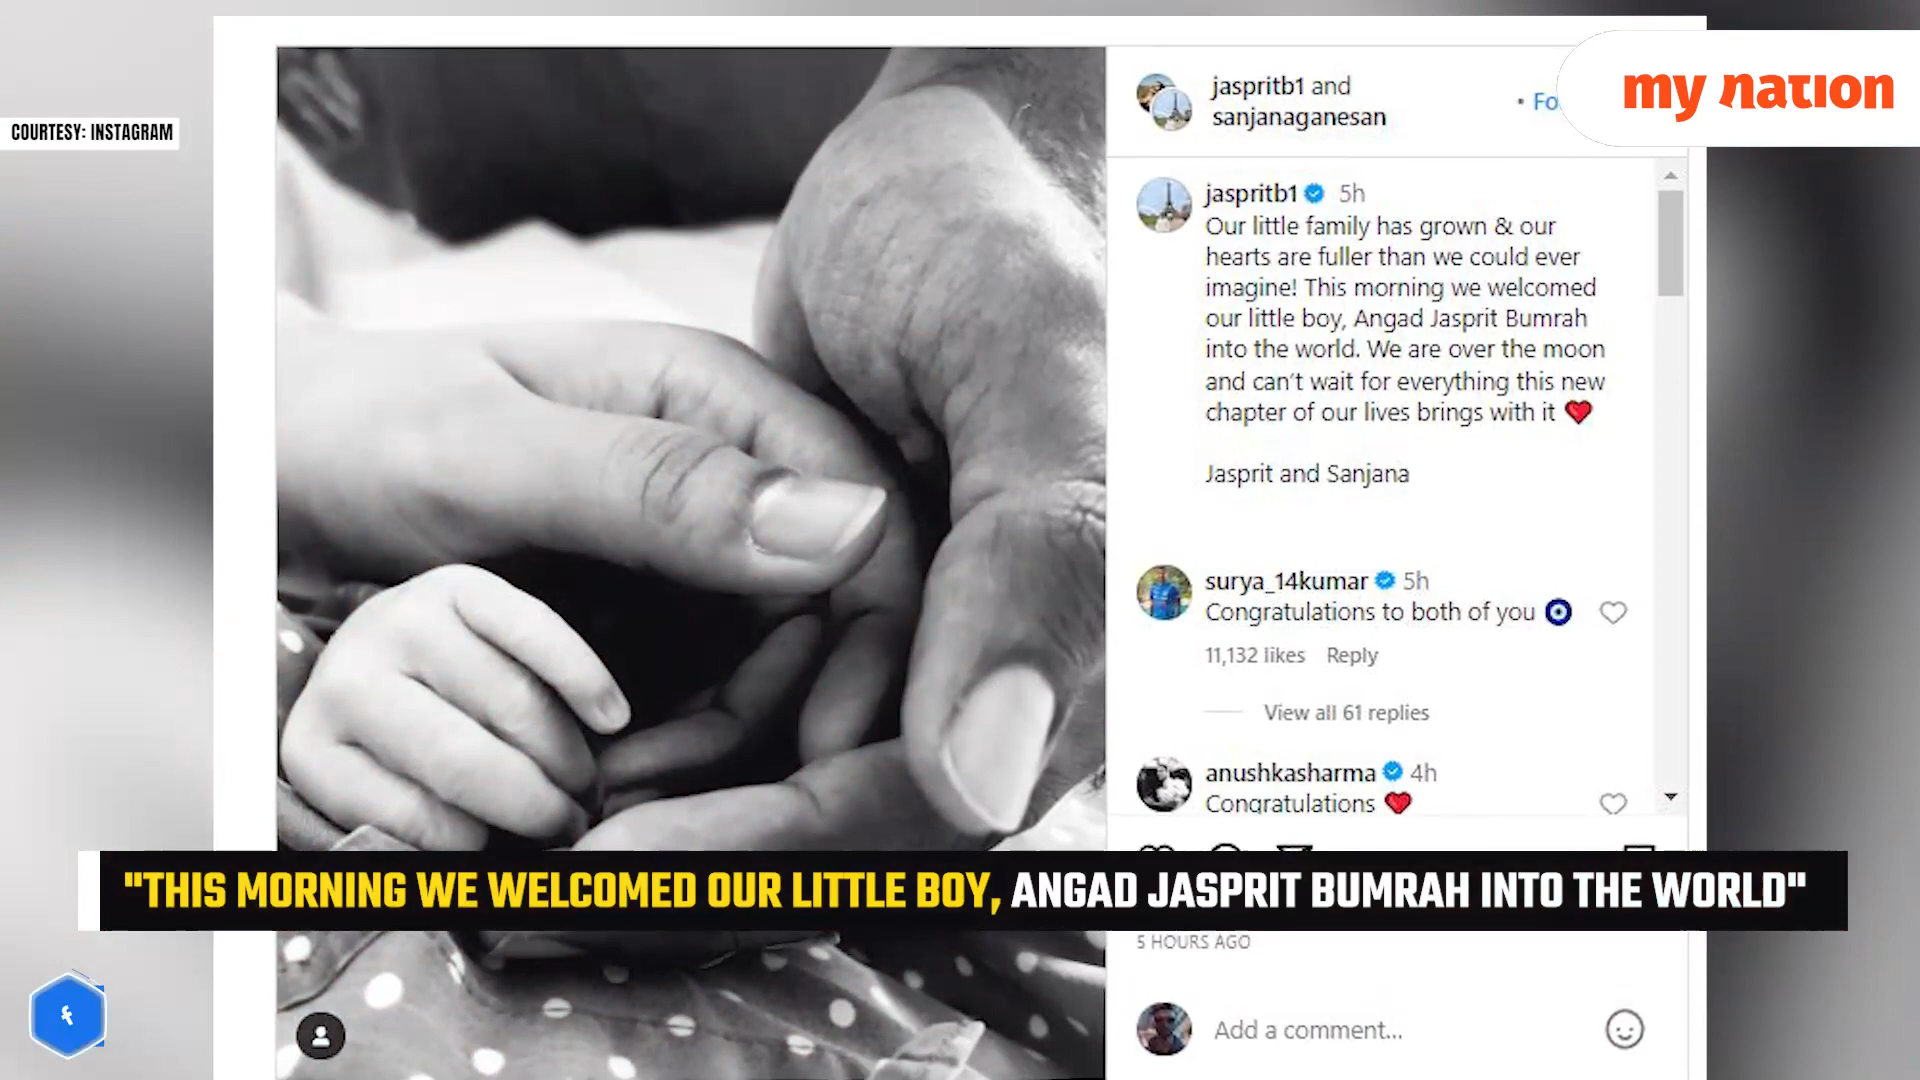 COURTESY: INSTAGRAM
my nation
jaspritb1 and
sanjanaganesan
• Fo
jaspritb1 5h
Our little family has grown & our
hearts are fuller than we could ever
imagine! This morning we welcomed
our little boy, Angad Jasprit Bumrah
into the world. We are over the moon
and can't wait for everything this new
chapter of our lives brings with it ❤️
Jasprit and Sanjana
surya_14kumar 5h
Congratulations to both of you 🧿
11,132 likes Reply
View all 61 replies
anushkasharma 4h
Congratulations ❤️
"THIS MORNING WE WELCOMED OUR LITTLE BOY, ANGAD JASPRIT BUMRAH INTO THE WORLD"
5 HOURS AGO
Add a comment...